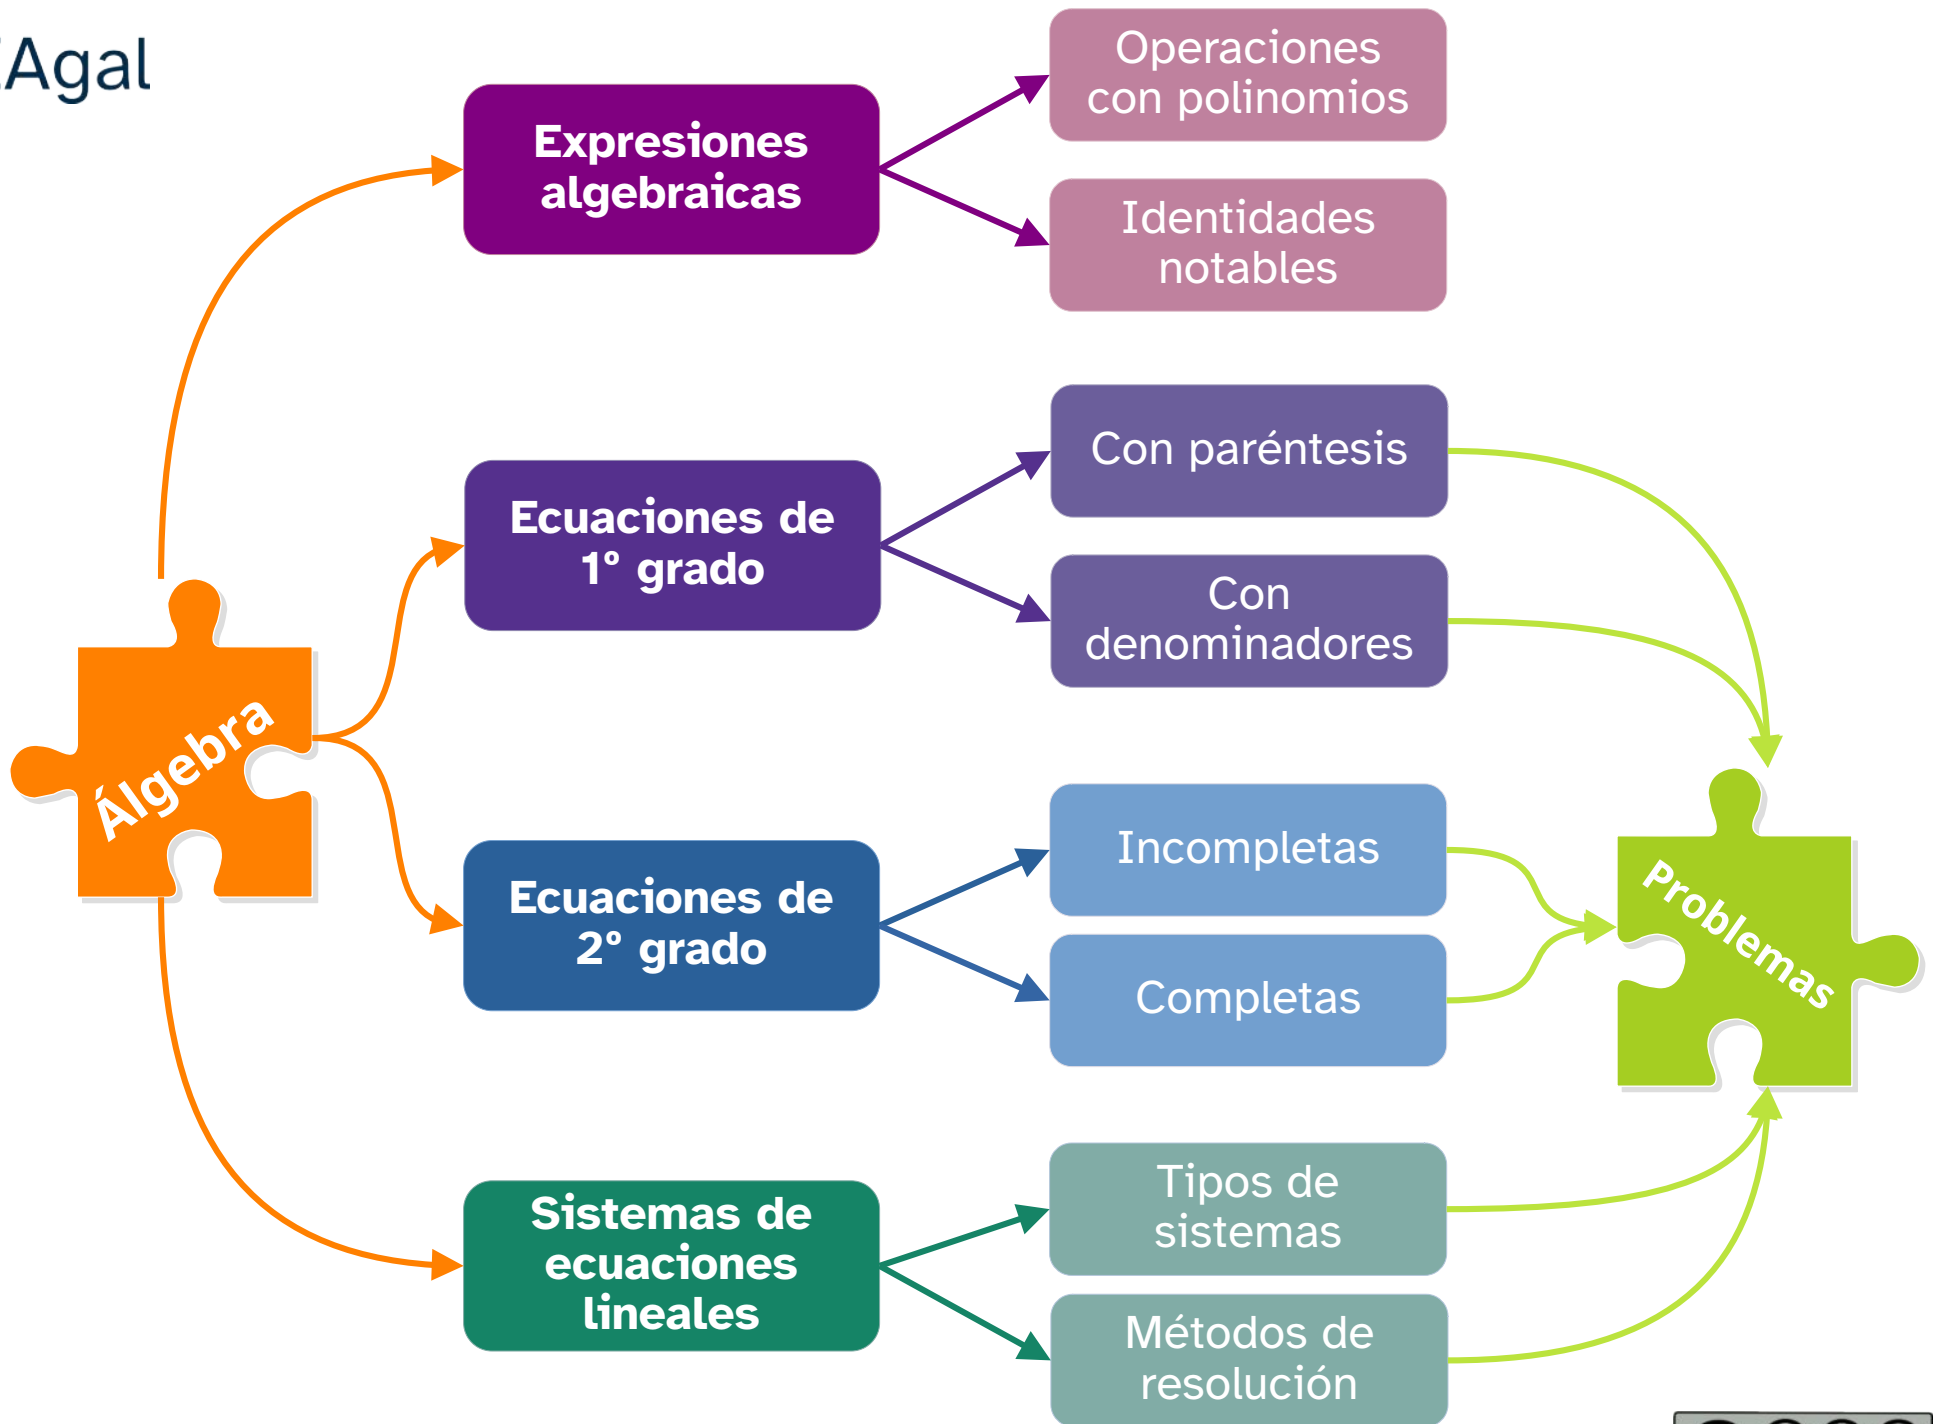 Agal
Operaciones
con polinomios
Expresiones
algebraicas
Identidades
notables
Con paréntesis
Ecuaciones de
1º grado
Con
denominadores
Álgebra
Incompletas
Ecuaciones de
2º grado
Completas
Problemas
Tipos de
sistemas
Sistemas de
ecuaciones
lineales
Métodos de
resolución